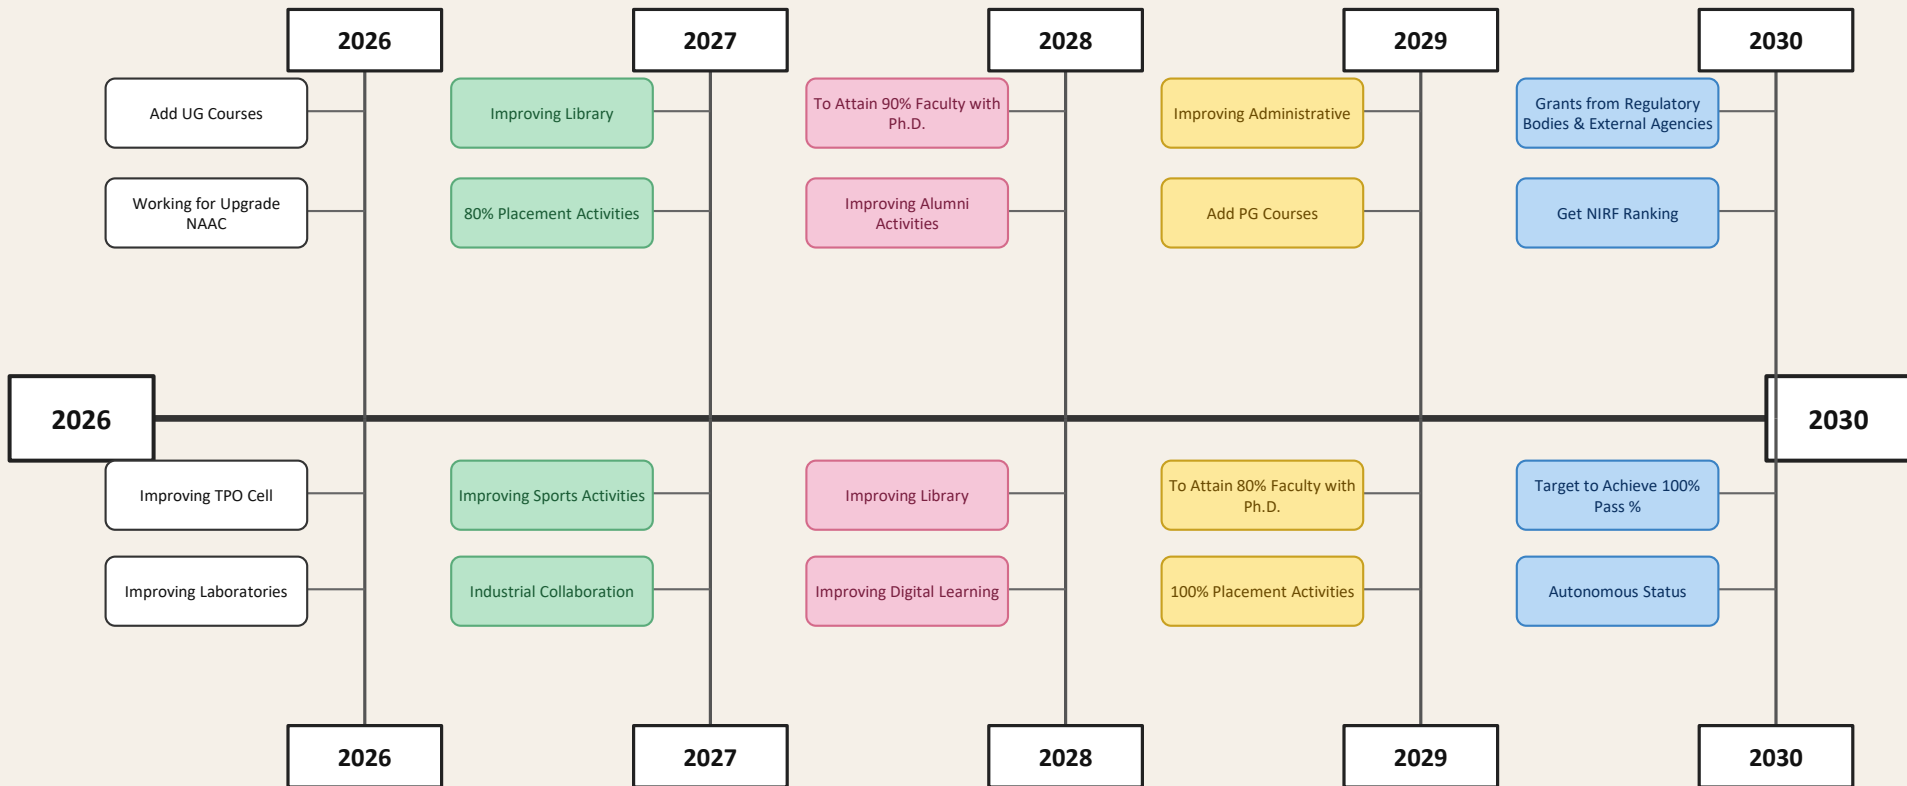 2026
2027
2028
2029
2030
Add UG Courses
Improving Library
To Attain 90% Faculty with
Ph.D.
Improving Administrative
Grants from Regulatory
Bodies & External Agencies
Working for Upgrade
NAAC
80% Placement Activities
Improving Alumni
Activities
Add PG Courses
Get NIRF Ranking
2026
2030
Improving TPO Cell
Improving Sports Activities
Improving Library
To Attain 80% Faculty with
Ph.D.
Target to Achieve 100%
Pass %
Improving Laboratories
Industrial Collaboration
Improving Digital Learning
100% Placement Activities
Autonomous Status
2026
2027
2028
2029
2030